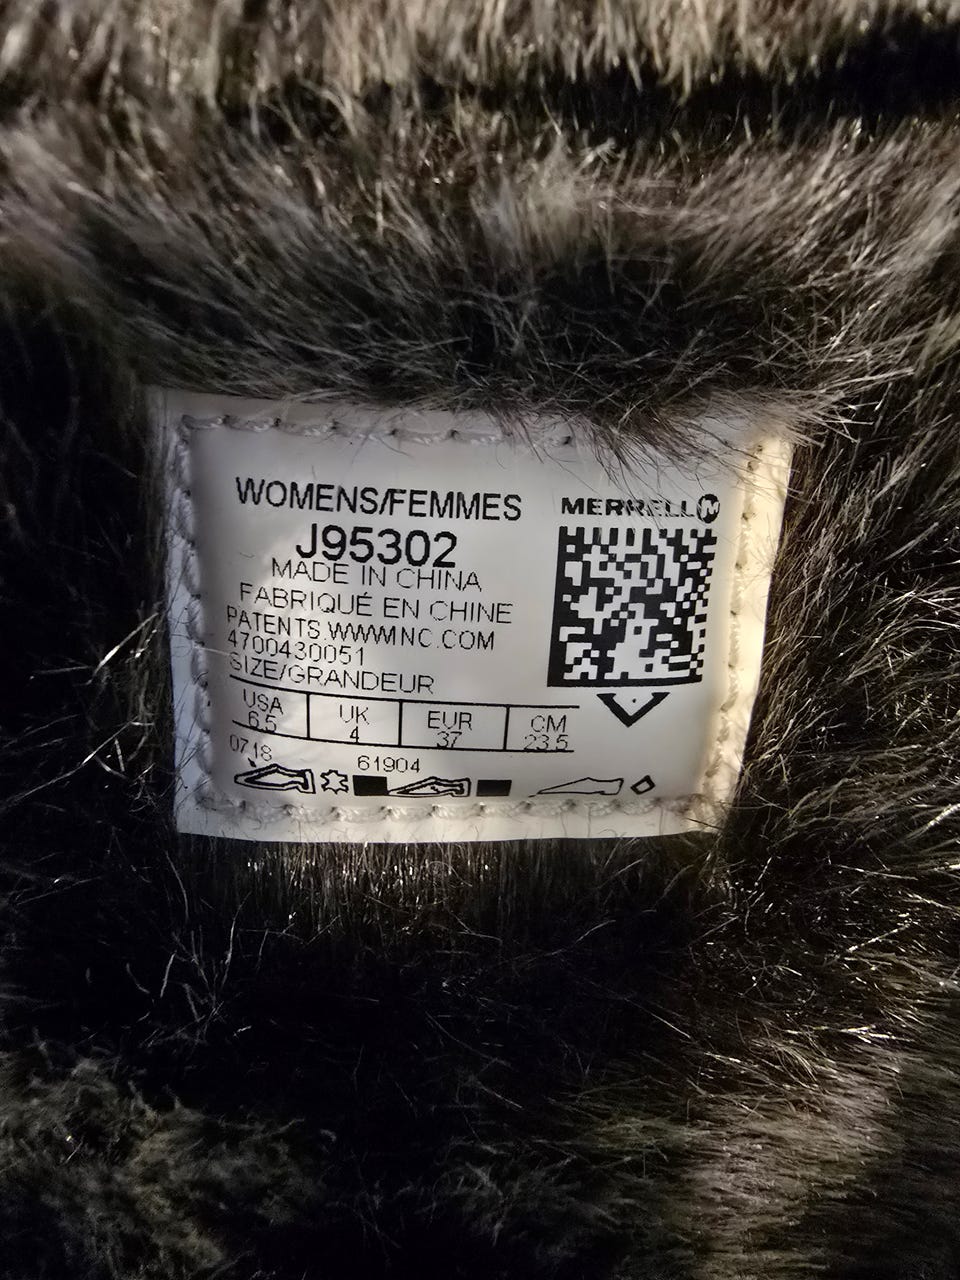 WOMENS/FEMMES
MERRELL M
J95302
MADE IN CHINA
FABRIQUÉ EN CHINE
PATENTS.WWWINC.COM
4700430051
SIZE/GRANDEUR
USA UK EUR CM
6.5 4 37 23.5
0718 61904